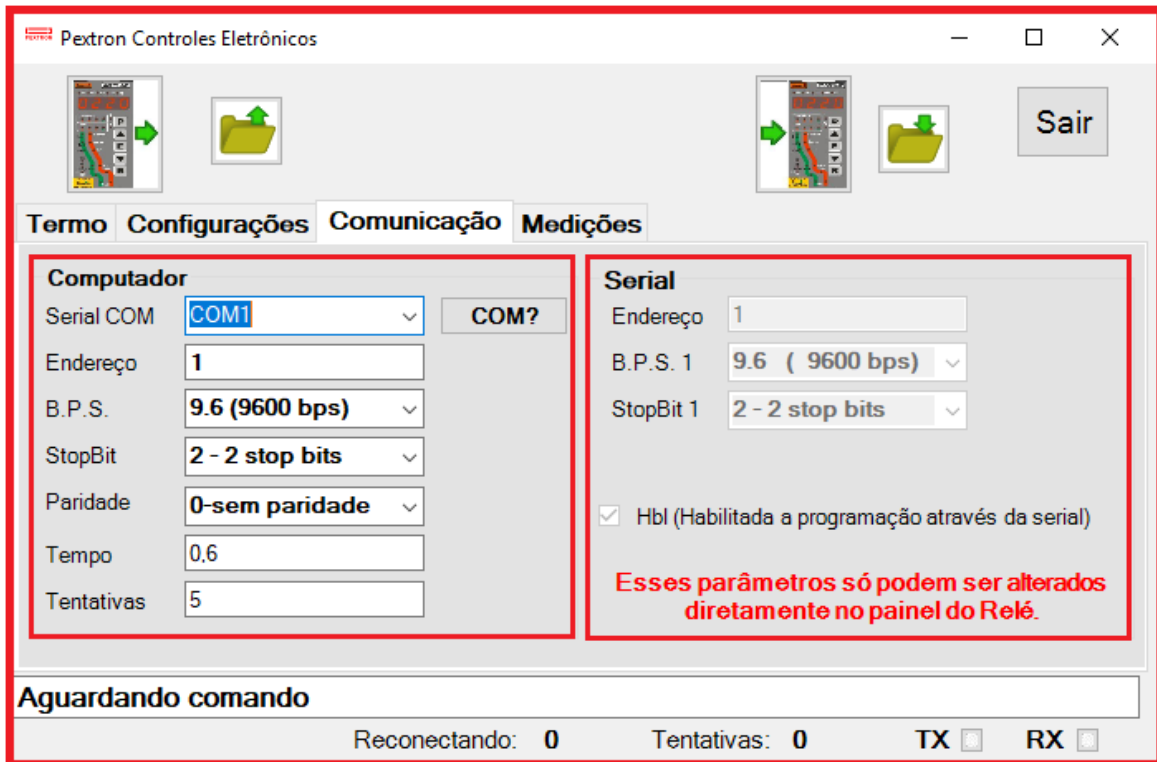 Pextron Controles Eletrônicos
Sair
Termo Configurações Comunicação Medições
Computador
Serial COM COM1 COM?
Endereço 1
B.P.S. 9.6 (9600 bps)
StopBit 2 - 2 stop bits
Paridade 0-sem paridade
Tempo 0,6
Tentativas 5
Serial
Endereço 1
B.P.S. 1 9.6 ( 9600 bps)
StopBit 1 2 - 2 stop bits
Hbl (Habilitada a programação através da serial)
Esses parâmetros só podem ser alterados
diretamente no painel do Relé.
Aguardando comando
Reconectando: 0 Tentativas: 0 TX RX